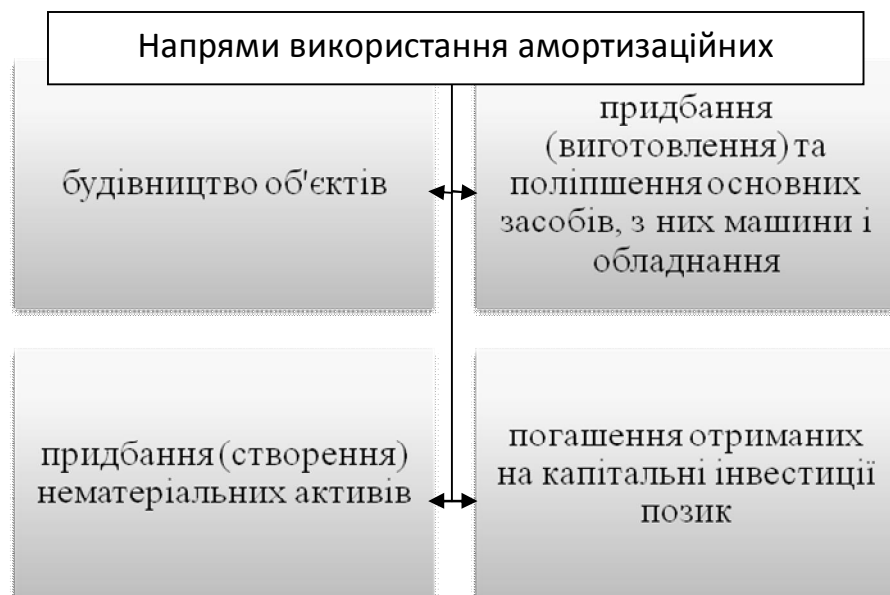 Напрями використання амортизаційних
будівництво об'єктів
придбання
(виготовлення) та
поліпшення основних
засобів, з них машини і
обладнання
придбання (створення)
нематеріальних активів
погашення отриманих
на капітальні інвестиції
позик